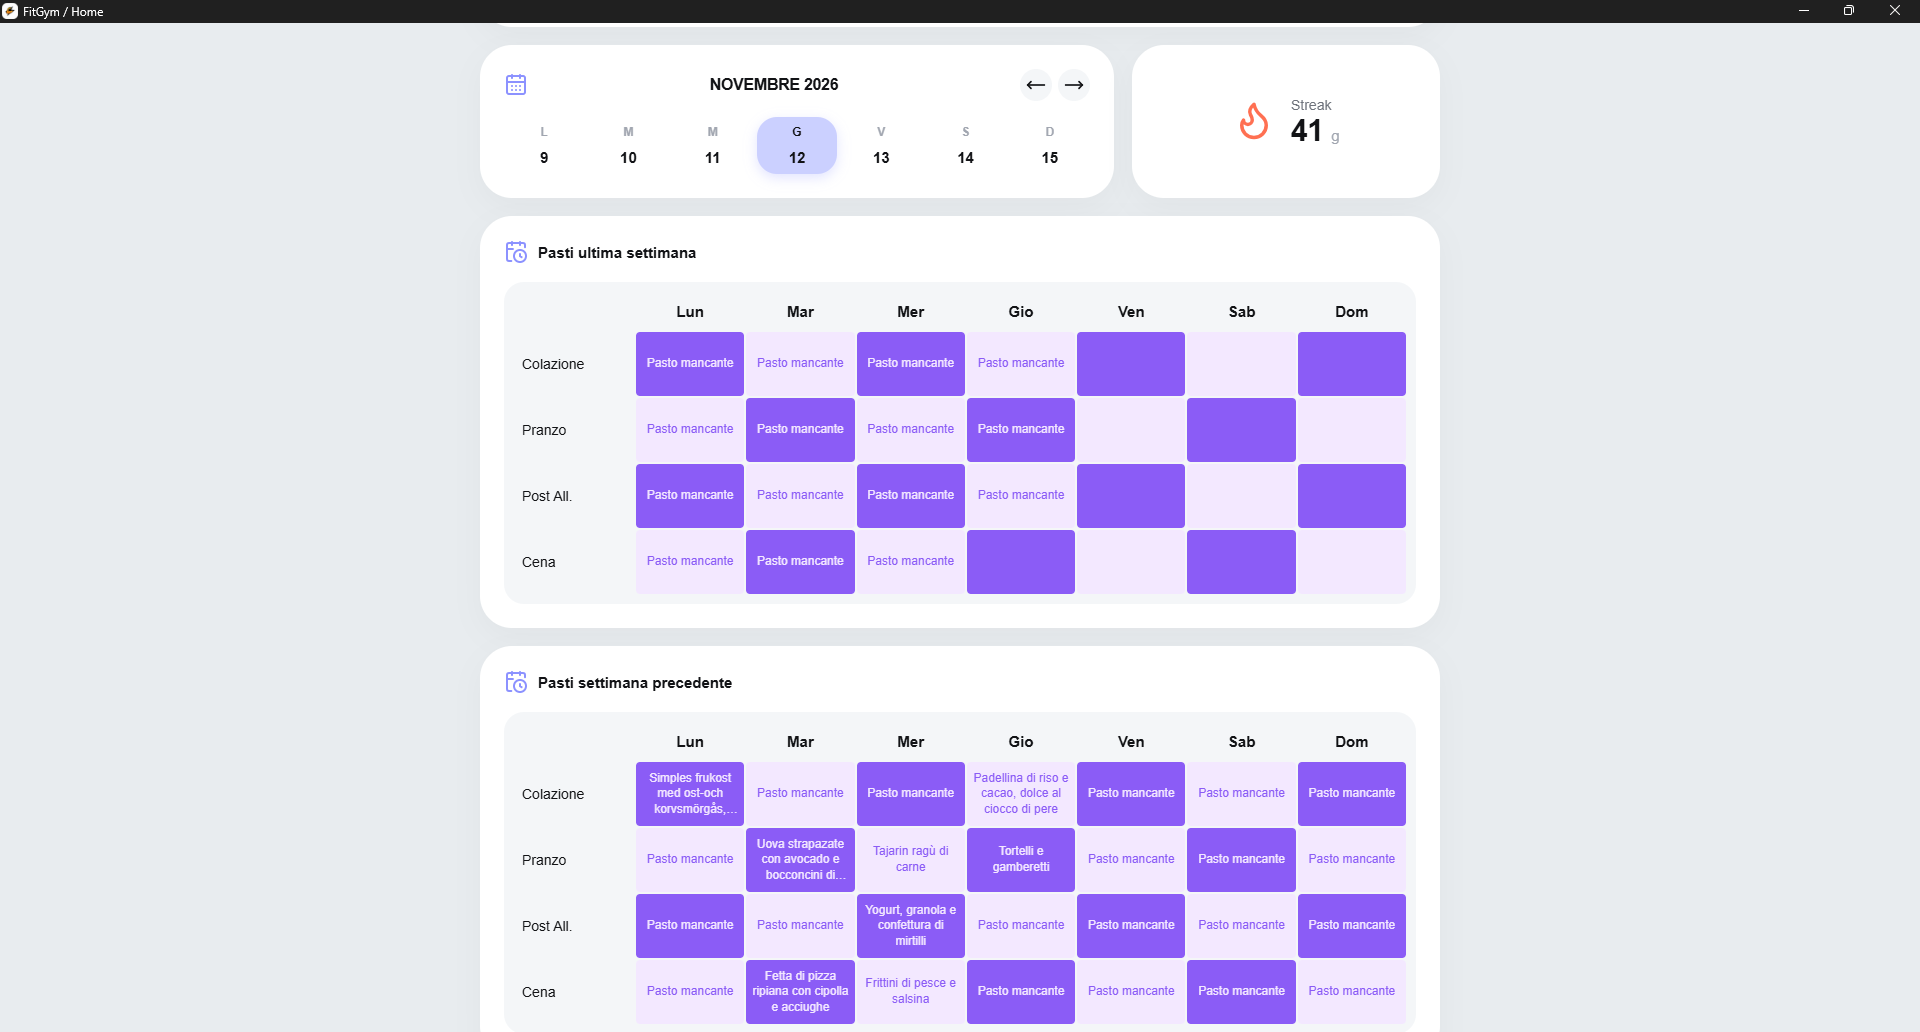 FitGym / Home
NOVEMBRE 2026
L M M G V S D
9 10 11 12 13 14 15
Streak
41 g
Pasti ultima settimana
Lun Mar Mer Gio Ven Sab Dom
Colazione
Pasto mancante Pasto mancante Pasto mancante Pasto mancante
Pranzo
Pasto mancante Pasto mancante Pasto mancante Pasto mancante
Post All.
Pasto mancante Pasto mancante Pasto mancante Pasto mancante
Cena
Pasto mancante Pasto mancante Pasto mancante
Pasti settimana precedente
Lun Mar Mer Gio Ven Sab Dom
Colazione
Simples frukost
med ost-och
korvsmörgås,...
Pasto mancante
Pasto mancante
Padellina di riso e
cacao, dolce al
ciocco di pere
Pasto mancante
Pasto mancante
Pasto mancante
Pranzo
Pasto mancante
Uova strapazate
con avocado e
bocconcini di...
Tajarin ragù di
carne
Tortelli e
gamberetti
Pasto mancante
Pasto mancante
Pasto mancante
Post All.
Pasto mancante
Pasto mancante
Yogurt, granola e
confettura di
mirtilli
Pasto mancante
Pasto mancante
Pasto mancante
Pasto mancante
Cena
Pasto mancante
Fetta di pizza
ripiana con cipolla
e acciughe
Frittini di pesce e
salsina
Pasto mancante
Pasto mancante
Pasto mancante
Pasto mancante